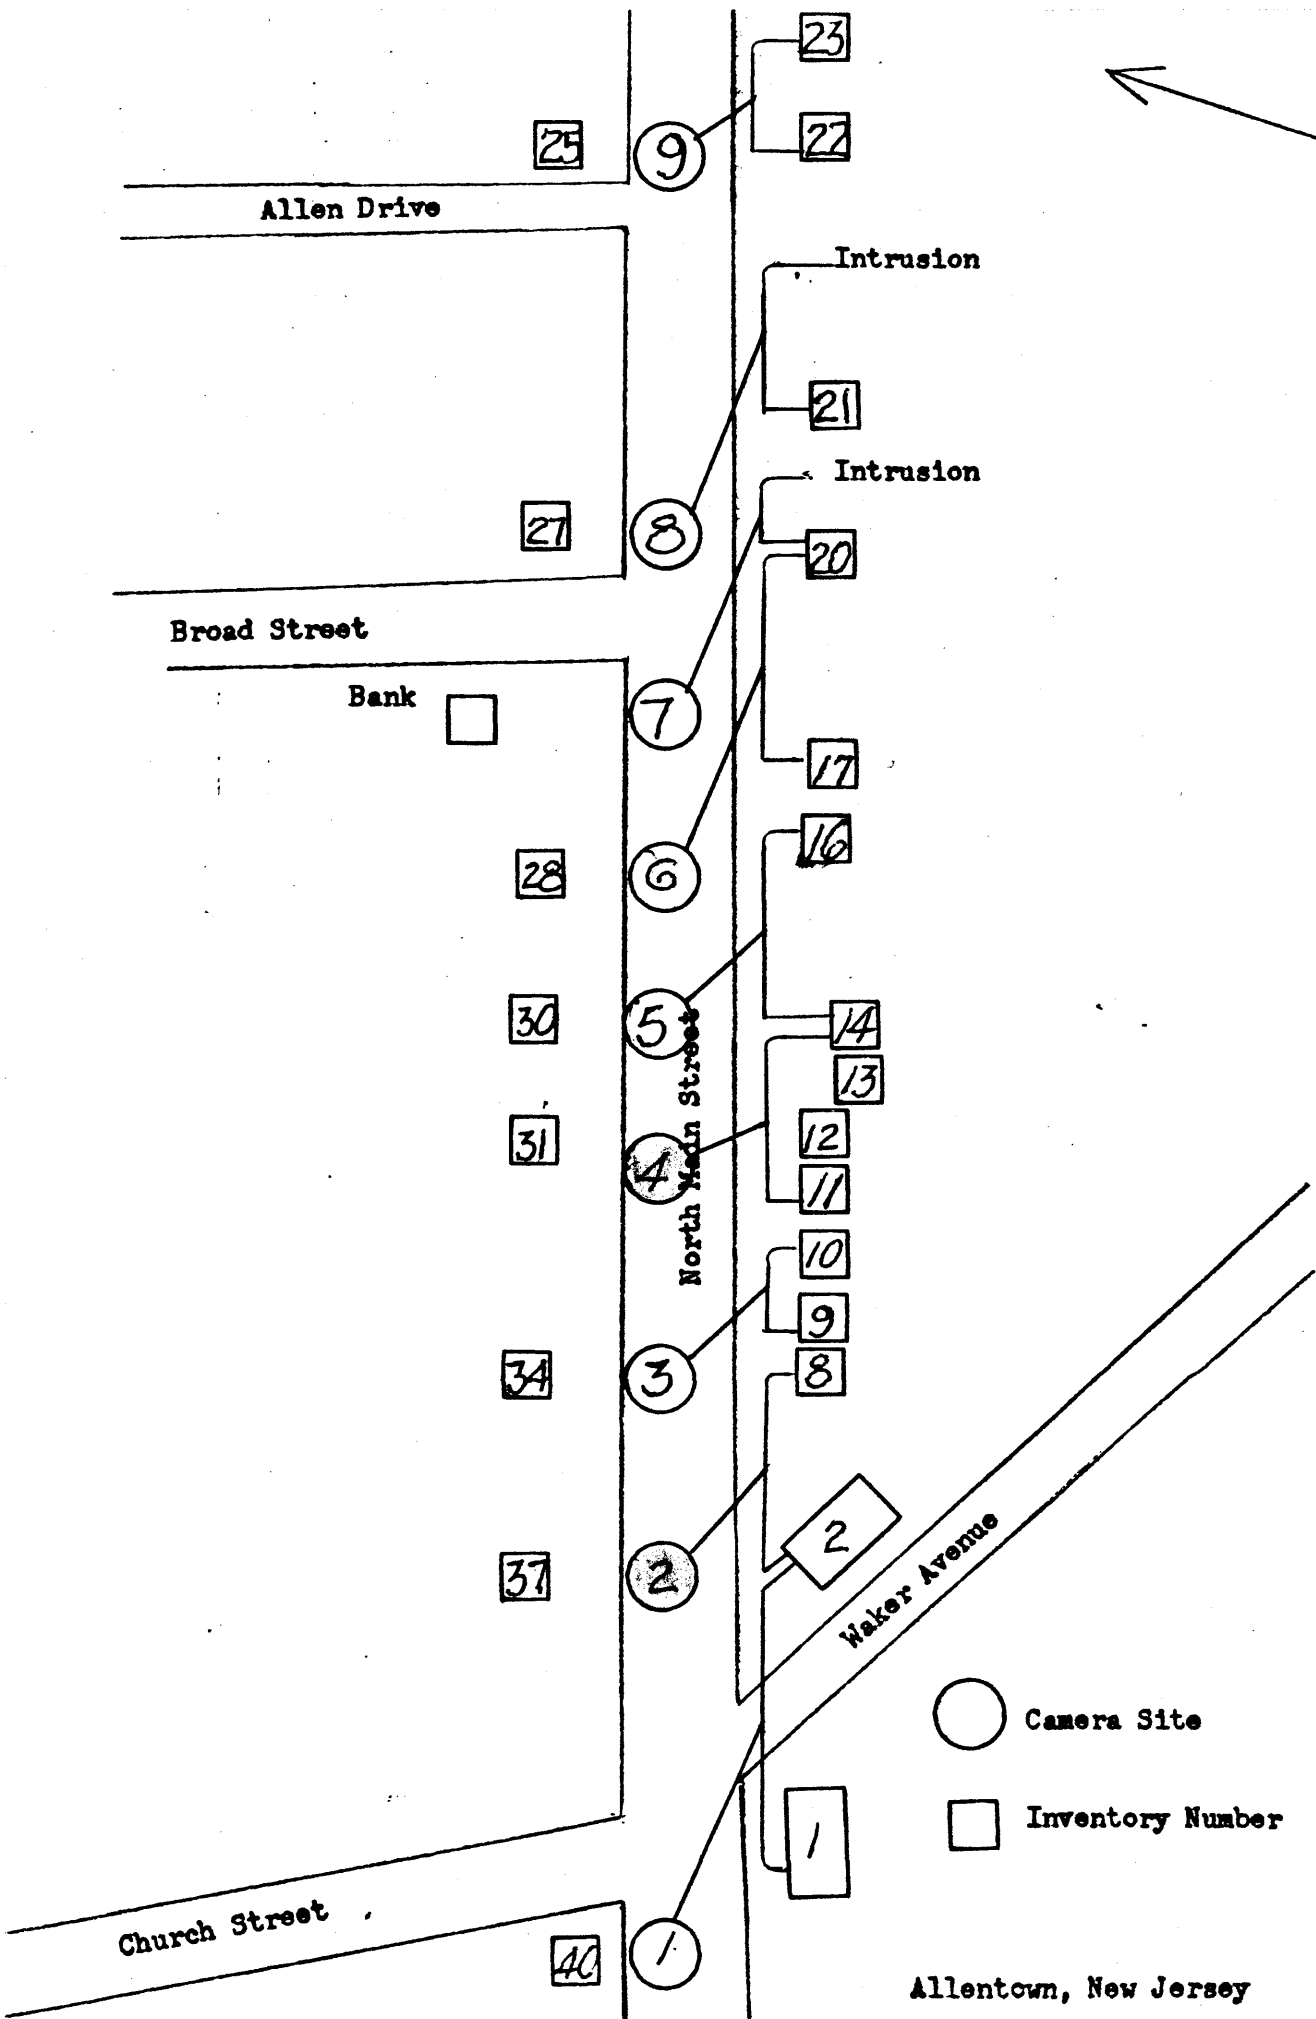 23
25
9
22
Allen Drive
Intrusion
21
Intrusion
27
8
20
Broad Street
Bank
7
17
16
28
6
30
5
14
13
North Main Street
31
4
12
11
10
9
34
3
8
37
2
2
Waker Avenue
Camera Site
Inventory Number
1
Church Street
40
1
Allentown, New Jersey